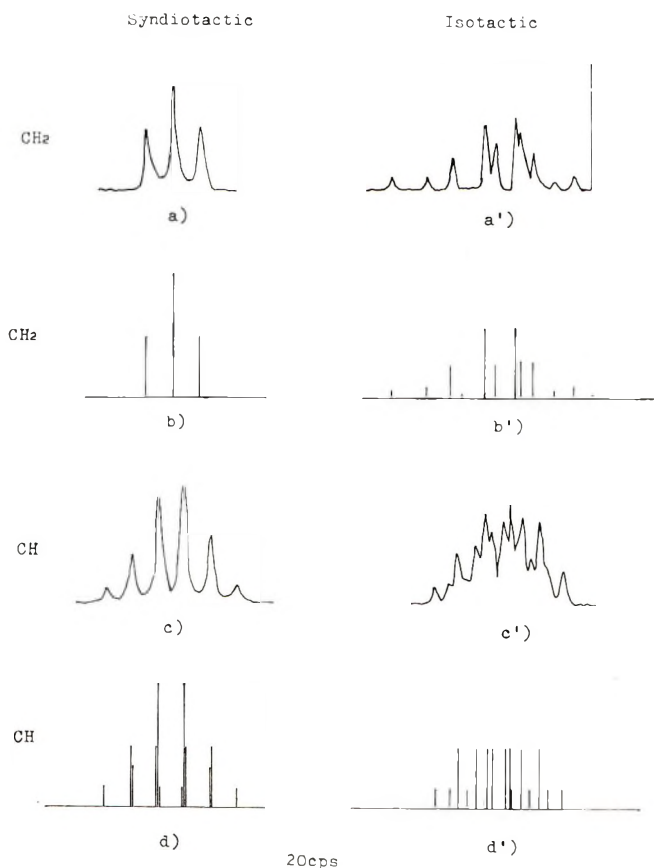 Syndiotactic Isotactic
CH2
a) a')
CH2
b) b')
CH
c) c')
CH
d) d')
20cps